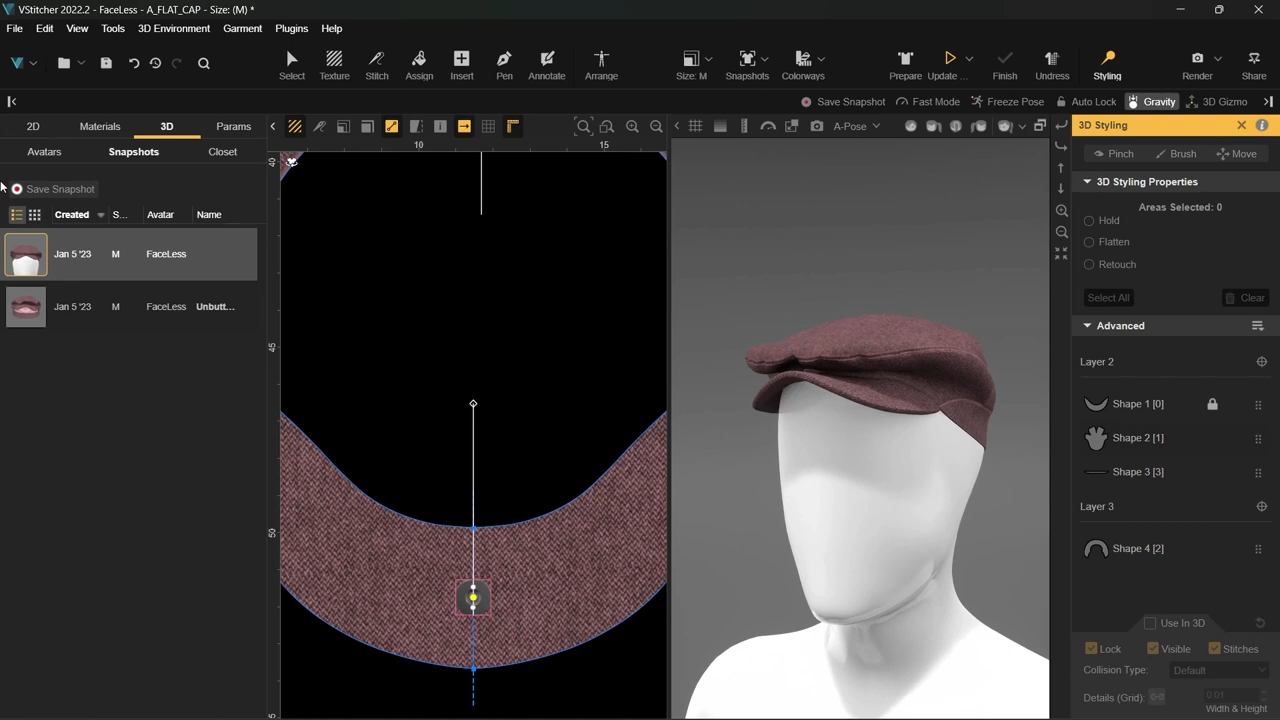 VStitcher 2022.2 - FaceLess - A_FLAT_CAP - Size: (M) *
File Edit View Tools 3D Environment Garment Plugins Help
Select Texture Stitch Assign Insert Pen Annotate Arrange Size: M Snapshots Colorways Prepare Update ... Finish Undress Styling Render Share
Save Snapshot Fast Mode Freeze Pose Auto Lock Gravity 3D Gizmo
2D Materials 3D Params
10 15
A-Pose
3D Styling
Avatars Snapshots Closet
Pinch Brush Move
40
3D Styling Properties
Save Snapshot
Areas Selected: 0
Created S... Avatar Name
Hold
Flatten
Jan 5 '23 M FaceLess
Retouch
Select All Clear
Jan 5 '23 M FaceLess Unbutt...
Advanced
45
Layer 2
Shape 1 [0]
Shape 2 [1]
Shape 3 [3]
Layer 3
50
Shape 4 [2]
Use In 3D
Lock Visible Stitches
Collision Type: Default
Details (Grid): 0.01
Width & Height